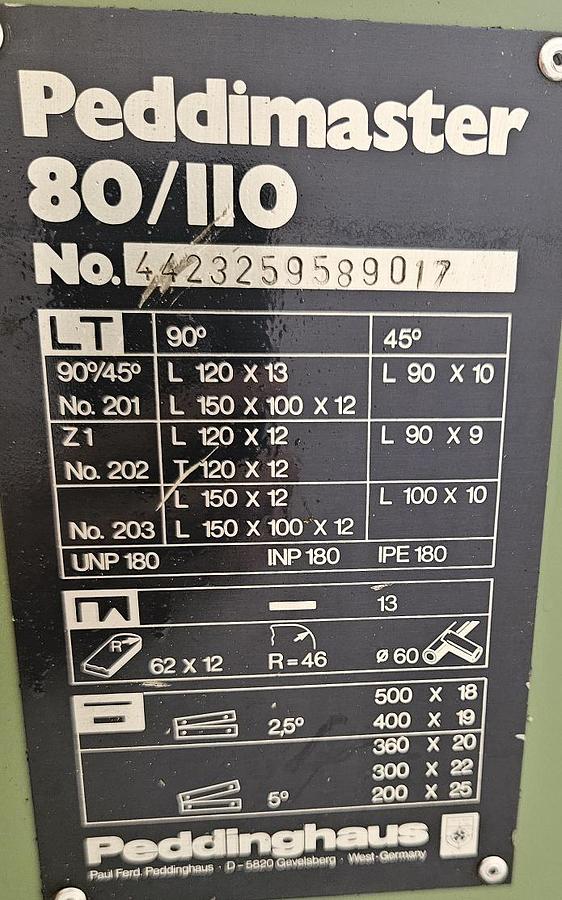 Peddimaster
80/110
No. 4423259589017
LT 90° 45°
90°/45° L 120 X 13 L 90 X 10
No. 201 L 150 X 100 X 12
Z1 L 120 X 12 L 90 X 9
No. 202 T 120 X 12
L 150 X 12 L 100 X 10
No. 203 L 150 X 100 X 12
UNP 180 INP 180 IPE 180
13
R 62 X 12 R=46 ø 60
500 X 18
2,5° 400 X 19
360 X 20
300 X 22
5° 200 X 25
Peddinghaus
Paul Ferd. Peddinghaus · D-5820 Gevelsberg · West-Germany